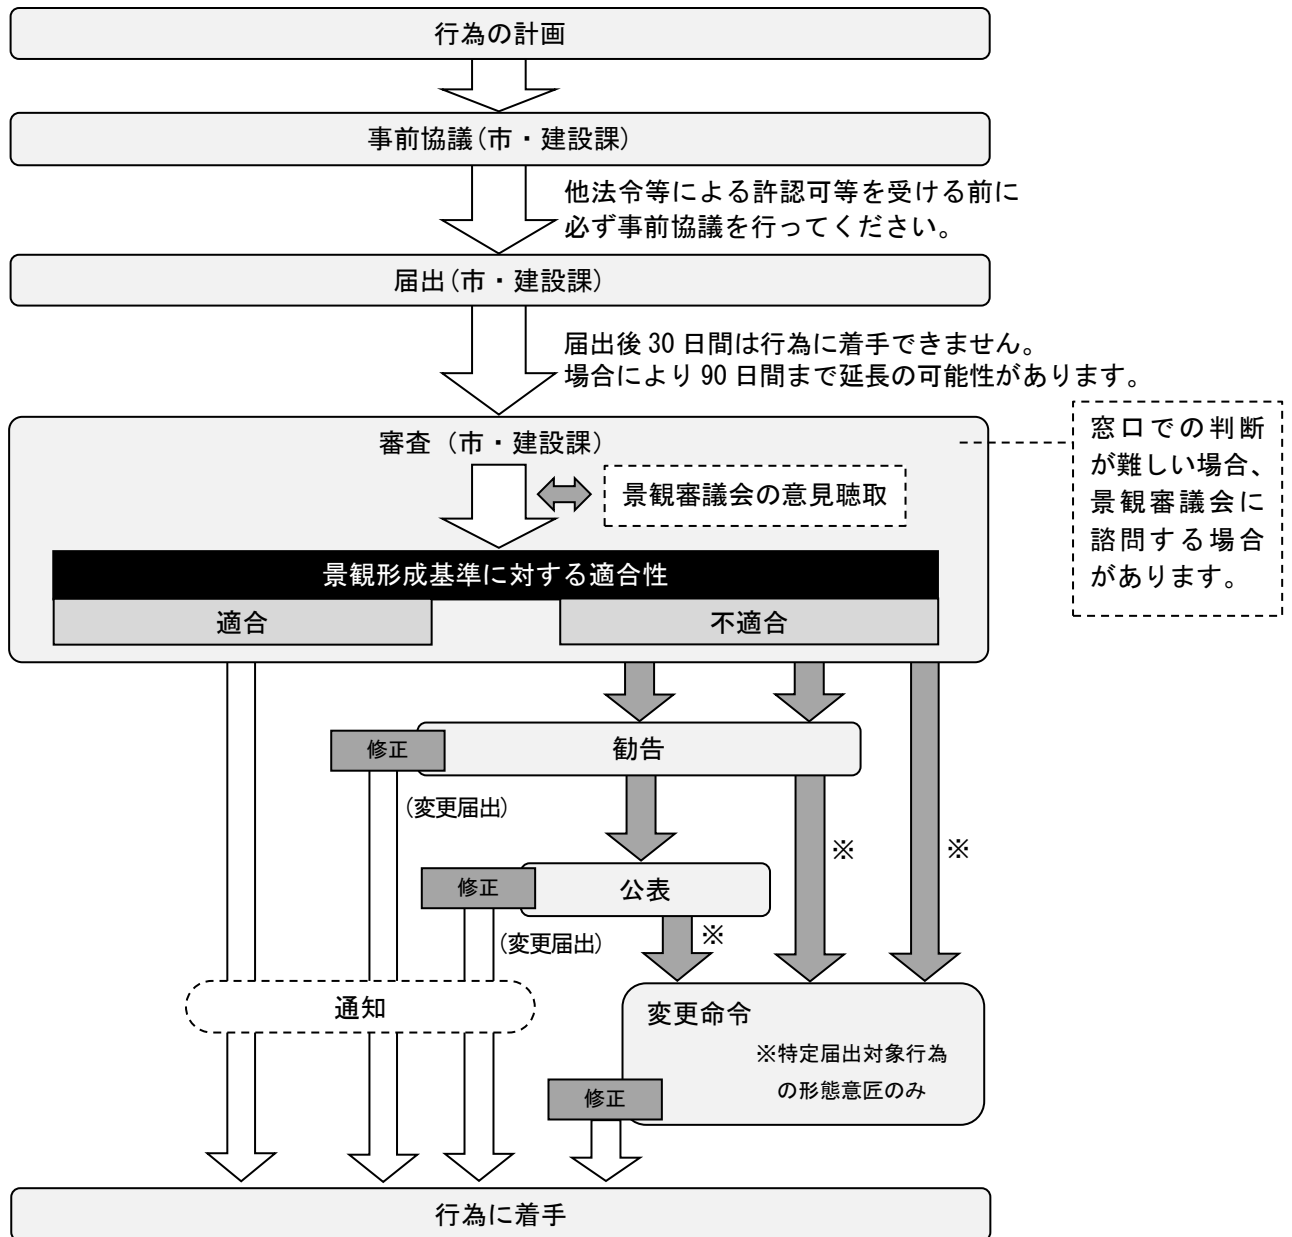 行為の計画
事前協議(市・建設課)
他法令等による許認可等を受ける前に
必ず事前協議を行ってください。
届出(市・建設課)
届出後30日間は行為に着手できません。
場合により90日間まで延長の可能性があります。
審査（市・建設課）
景観審議会の意見聴取
窓口での判断
が難しい場合、
景観審議会に
諮問する場合
があります。
景観形成基準に対する適合性
適合
不適合
修正
勧告
(変更届出)
※
※
修正
公表
(変更届出)
※
通知
変更命令
※特定届出対象行為
の形態意匠のみ
修正
行為に着手